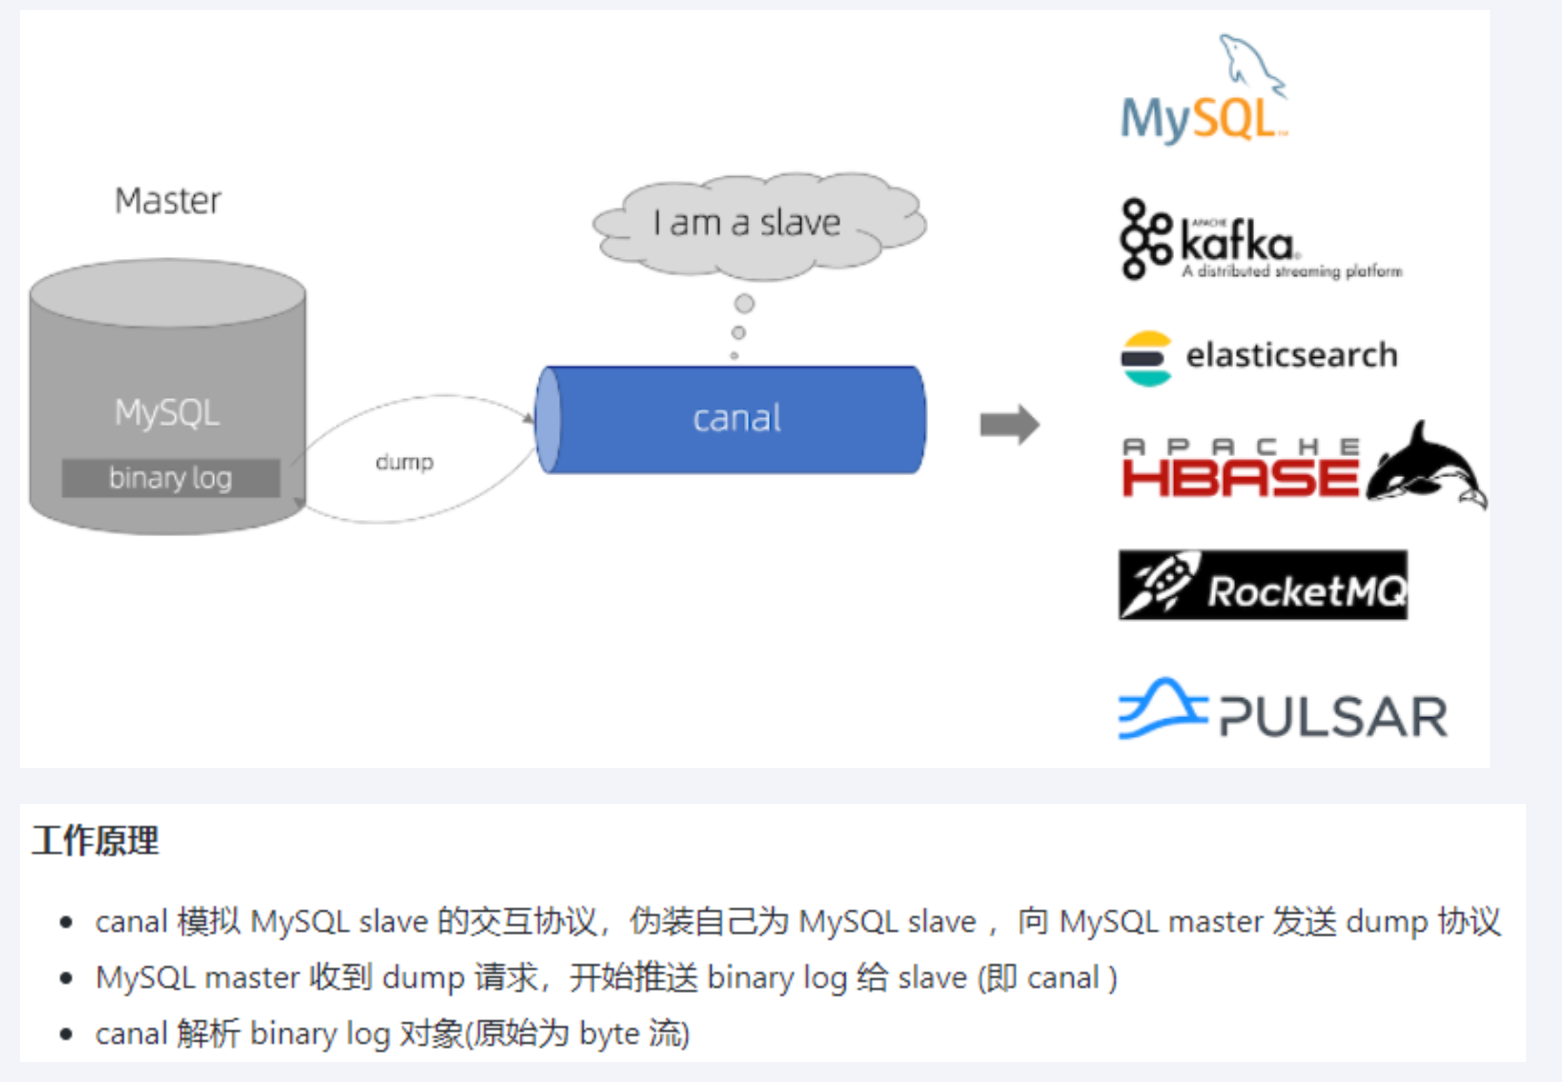 MySQL
Master
I am a slave
APACHE
kafka
A distributed streaming platform
elasticsearch
canal
MySQL
dump
binary log
APACHE
HBASE
RocketMQ
PULSAR
工作原理
• canal 模拟 MySQL slave 的交互协议，伪装自己为 MySQL slave ，向 MySQL master 发送 dump 协议
• MySQL master 收到 dump 请求，开始推送 binary log 给 slave (即 canal )
• canal 解析 binary log 对象(原始为 byte 流)